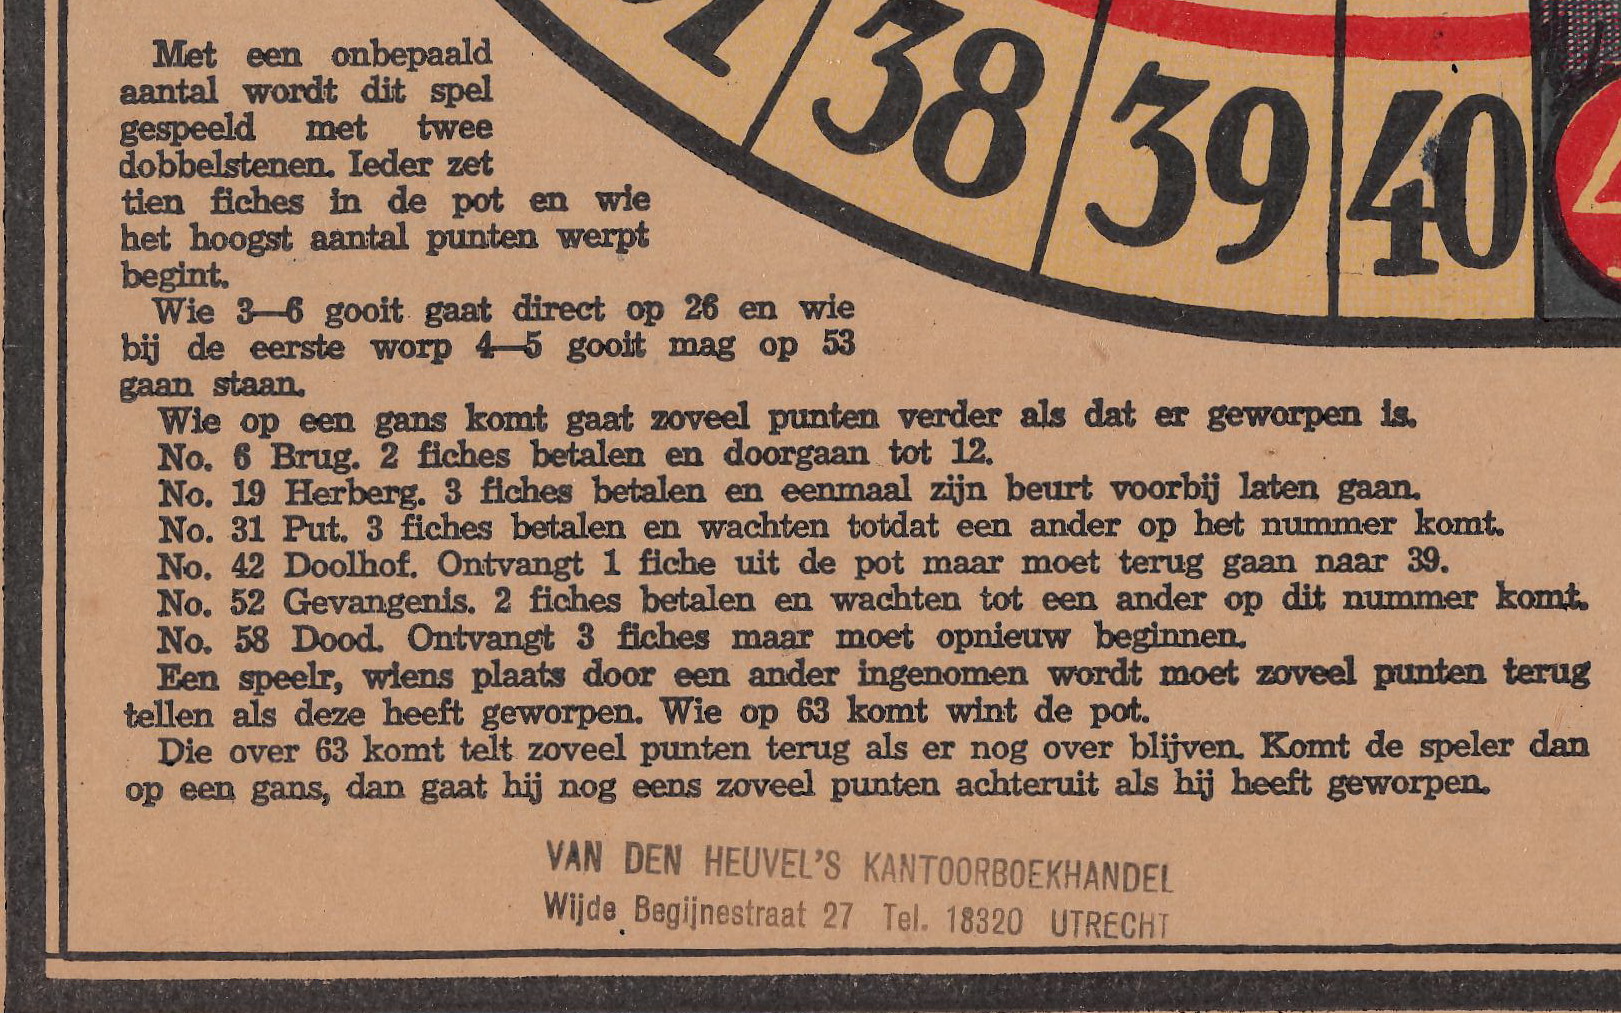 Met een onbepaald
aantal wordt dit spel
gespeeld met twee
dobbelstenen. Ieder zet
tien fiches in de pot en wie
het hoogst aantal punten werpt
begint.
Wie 3—6 gooit gaat direct op 26 en wie
bij de eerste worp 4—5 gooit mag op 53
gaan staan.
Wie op een gans komt gaat zoveel punten verder als dat er geworpen is.
No. 6 Brug. 2 fiches betalen en doorgaan tot 12.
No. 19 Herberg. 3 fiches betalen en eenmaal zijn beurt voorbij laten gaan.
No. 31 Put. 3 fiches betalen en wachten totdat een ander op het nummer komt.
No. 42 Doolhof. Ontvangt 1 fiche uit de pot maar moet terug gaan naar 39.
No. 52 Gevangenis. 2 fiches betalen en wachten tot een ander op dit nummer komt.
No. 58 Dood. Ontvangt 3 fiches maar moet opnieuw beginnen.
Een speelr, wiens plaats door een ander ingenomen wordt moet zoveel punten terug
tellen als deze heeft geworpen. Wie op 63 komt wint de pot.
Die over 63 komt telt zoveel punten terug als er nog over blijven. Komt de speler dan
op een gans, dan gaat hij nog eens zoveel punten achteruit als hij heeft geworpen.
VAN DEN HEUVEL'S KANTOORBOEKHANDEL
Wijde Begijnestraat 27 Tel. 18320 UTRECHT
38
39
40